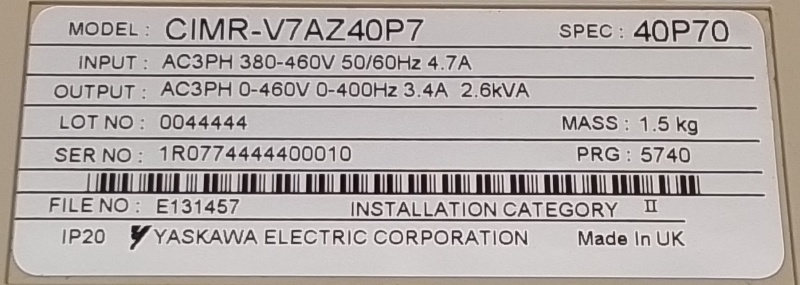 MODEL : CIMR-V7AZ40P7 SPEC : 40P70
INPUT : AC3PH 380-460V 50/60Hz 4.7A
OUTPUT : AC3PH 0-460V 0-400Hz 3.4A 2.6kVA
LOT NO : 0044444 MASS : 1.5 kg
SER NO : 1R0774444400010 PRG : 5740
FILE NO : E131457 INSTALLATION CATEGORY II
IP20 YASKAWA ELECTRIC CORPORATION Made In UK